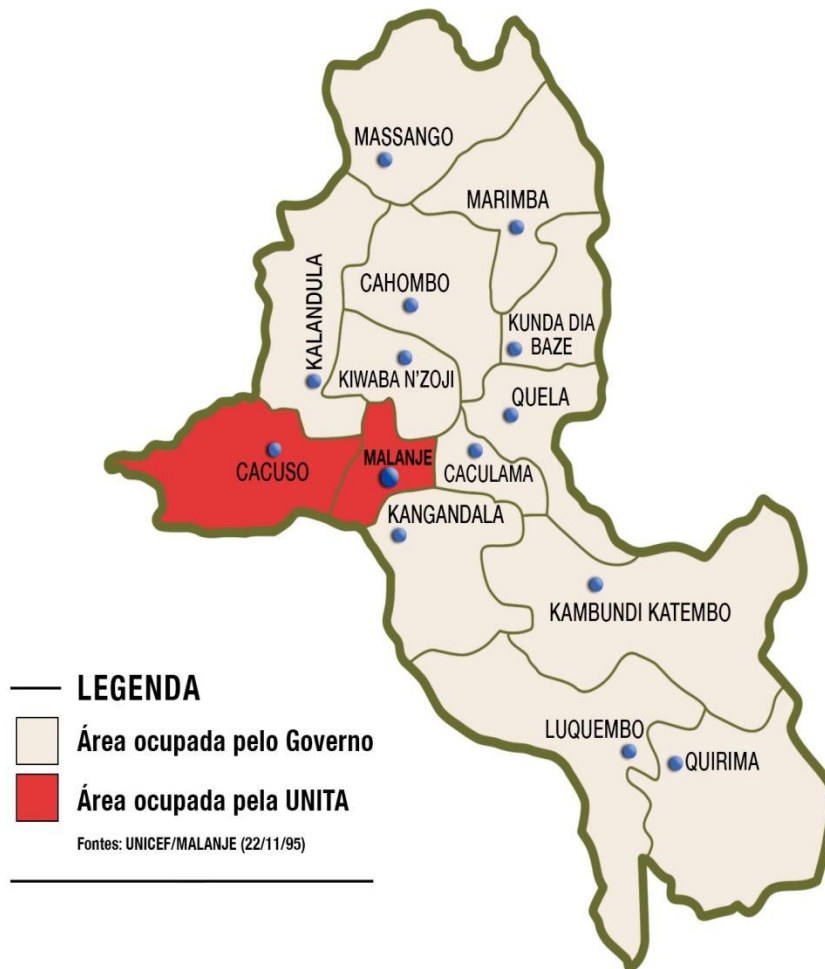 MASSANGO
MARIMBA
KALANDULA
CAHOMBO
KUNDA DIA
BAZE
KIWABA N'ZOJI
QUELA
CACUSO
MALANJE
CACULAMA
KANGANDALA
KAMBUNDI KATEMBO
LUQUEMBO
QUIRIMA
LEGENDA
Área ocupada pelo Governo
Área ocupada pela UNITA
Fontes: UNICEF/MALANJE (22/11/95)